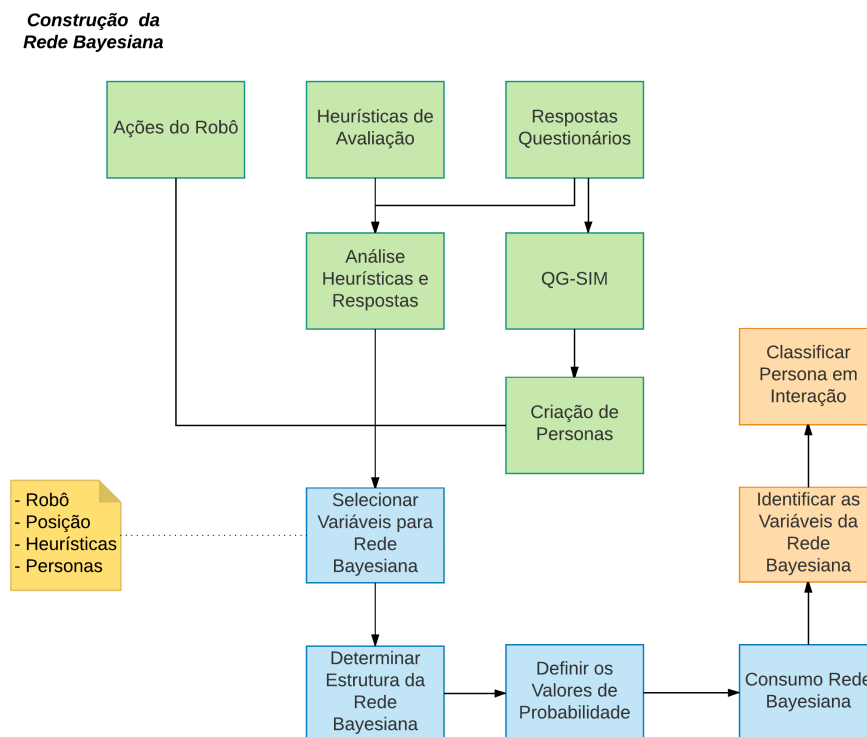 Construção da
Rede Bayesiana
Ações do Robô
Heurísticas de
Avaliação
Respostas
Questionários
Análise
Heurísticas e
Respostas
QG-SIM
Classificar
Persona em
Interação
Criação de
Personas
- Robô
- Posição
- Heurísticas
- Personas
Selecionar
Variáveis para
Rede
Bayesiana
Identificar as
Variáveis da
Rede
Bayesiana
Determinar
Estrutura da
Rede
Bayesiana
Definir os
Valores de
Probabilidade
Consumo Rede
Bayesiana